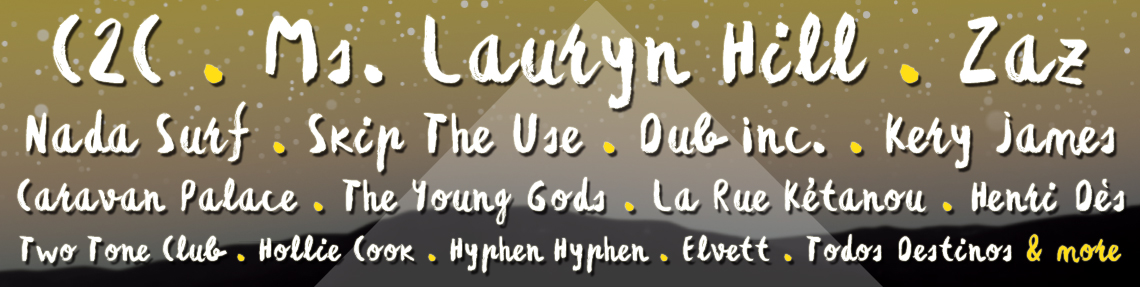 C2C . Ms. Lauryn Hill . Zaz
Nada Surf . Skip The Use . Dub inc. . Kery james
Caravan Palace . The Young Gods . La Rue Kétanou . Henri Dès
Two Tone Club . Hollie Cook . Hyphen Hyphen . Elvett . Todos Destinos & more